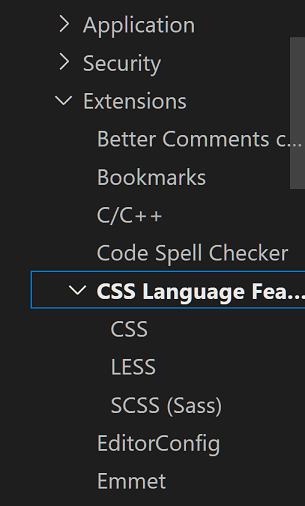 Application
Security
Extensions
Better Comments c...
Bookmarks
C/C++
Code Spell Checker
CSS Language Fea...
CSS
LESS
SCSS (Sass)
EditorConfig
Emmet